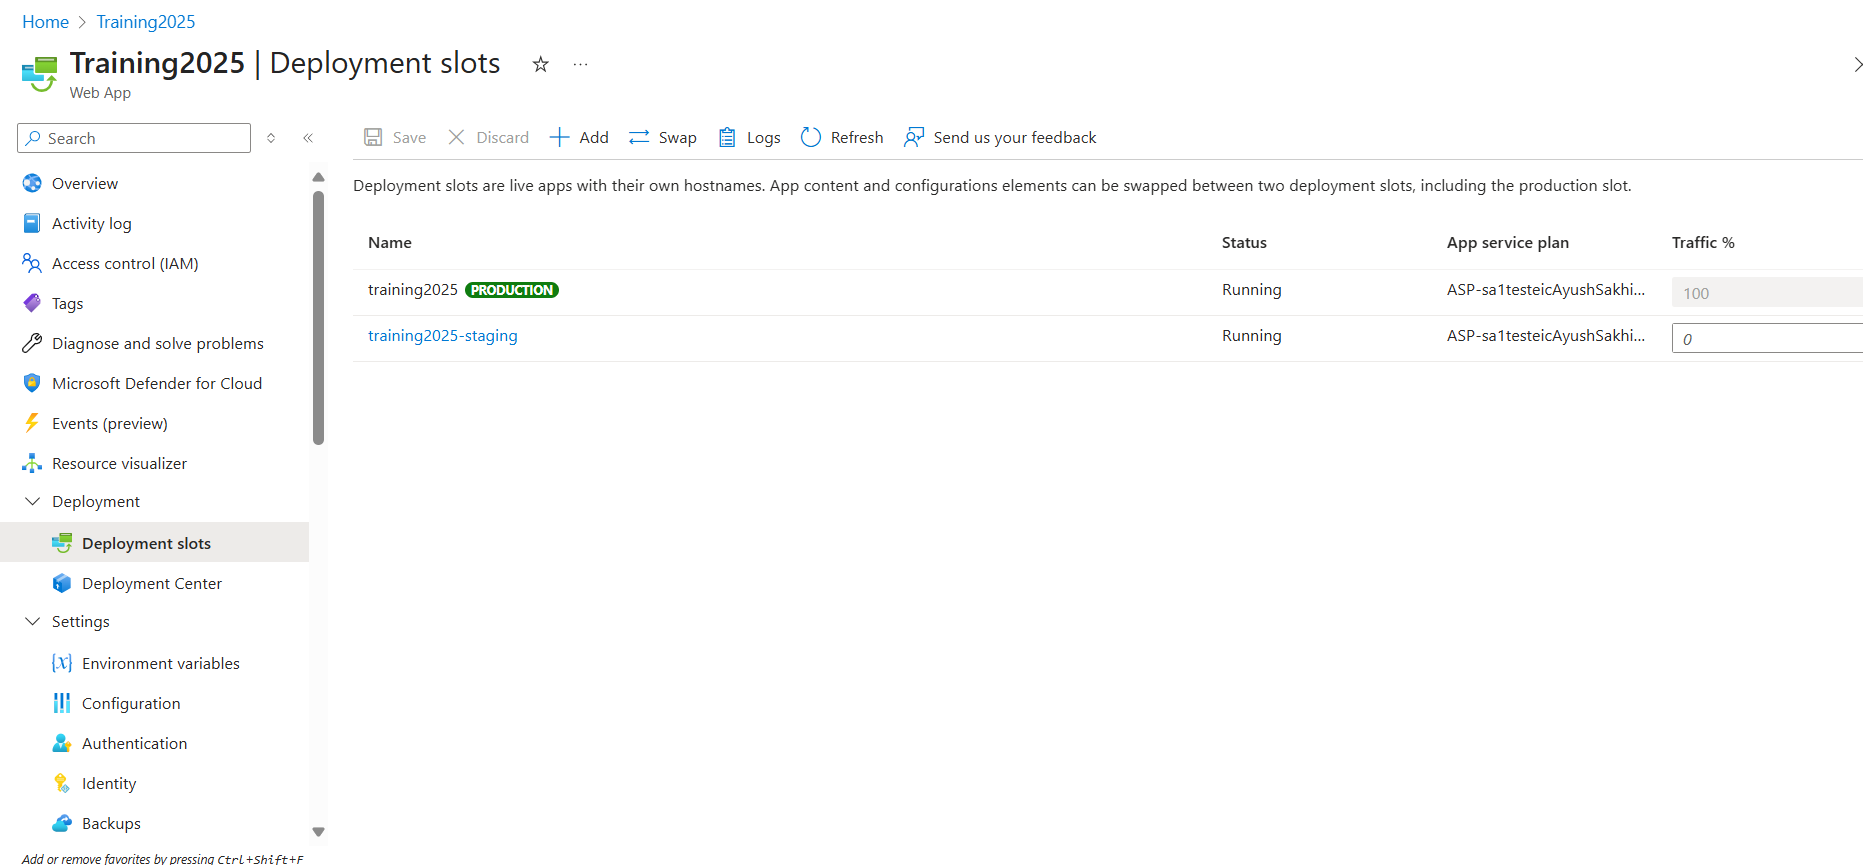 Home > Training2025
Training2025 | Deployment slots
Web App
Search
Save Discard Add Swap Logs Refresh Send us your feedback
Overview
Activity log
Access control (IAM)
Tags
Diagnose and solve problems
Microsoft Defender for Cloud
Events (preview)
Resource visualizer
Deployment
Deployment slots
Deployment Center
Settings
Environment variables
Configuration
Authentication
Identity
Backups
Add or remove favorites by pressing Ctrl+Shift+F
Deployment slots are live apps with their own hostnames. App content and configurations elements can be swapped between two deployment slots, including the production slot.
Name Status App service plan Traffic %
training2025 PRODUCTION Running ASP-sa1testeicAyushSakhi... 100
training2025-staging Running ASP-sa1testeicAyushSakhi... 0